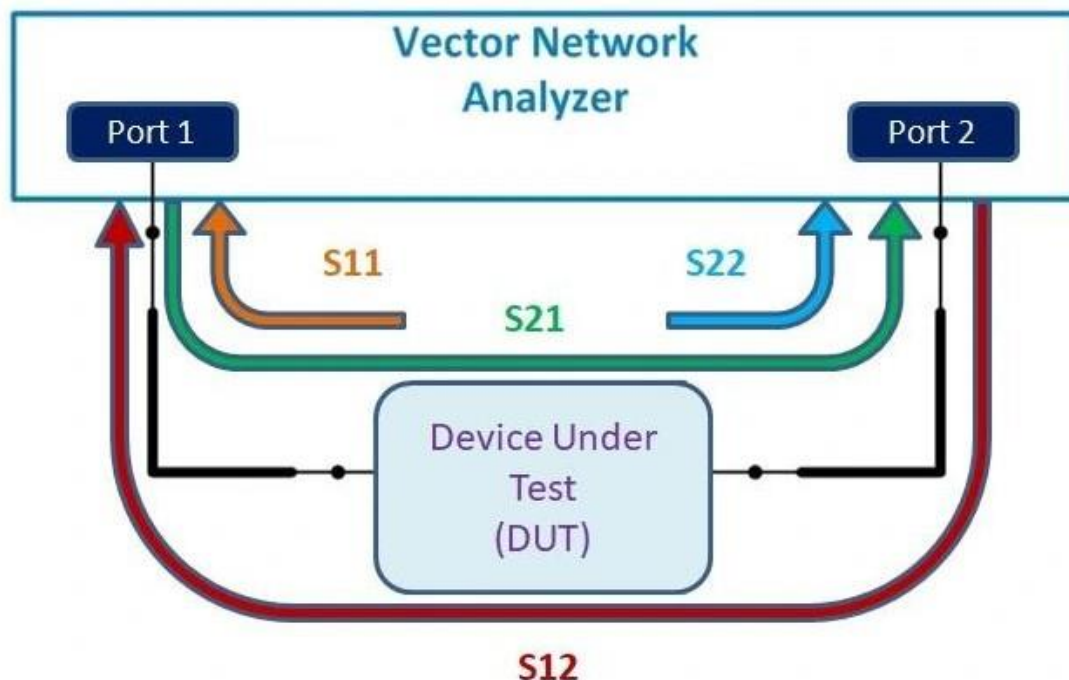 Vector Network
Analyzer
Port 1
Port 2
S11
S22
S21
Device Under
Test
(DUT)
S12